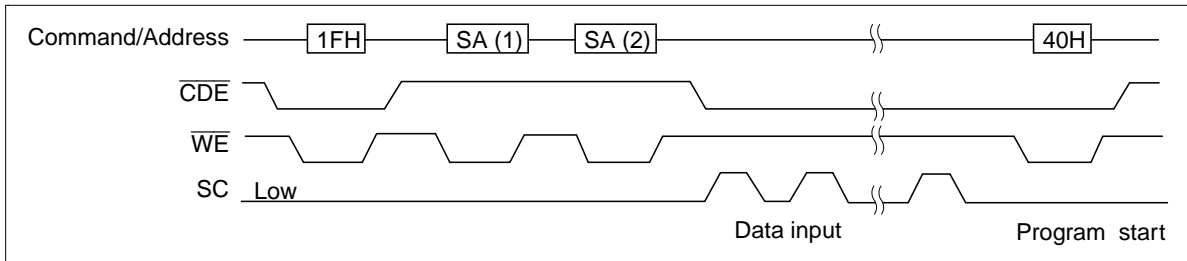 Command/Address 1FH SA (1) SA (2) 40H
CDE
WE
SC Low
Data input Program start